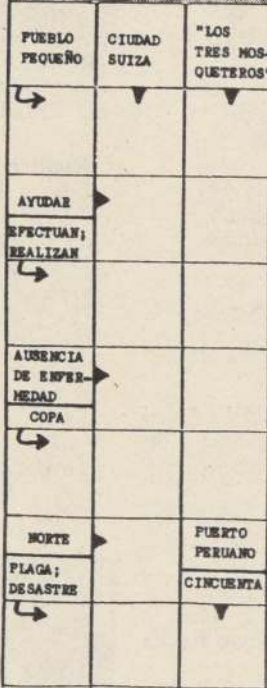 PUEBLO
PEQUEÑO
CIUDAD
SUIZA
"LOS
TRES MOS-
QUETEROS"
AYUDAR
EFECTUAN;
REALIZAN
AUSENCIA
DE ENFER-
MEDAD
COPA
NORTE
PUERTO
PERUANO
PLAGA;
DESASTRE
CINCUENTA